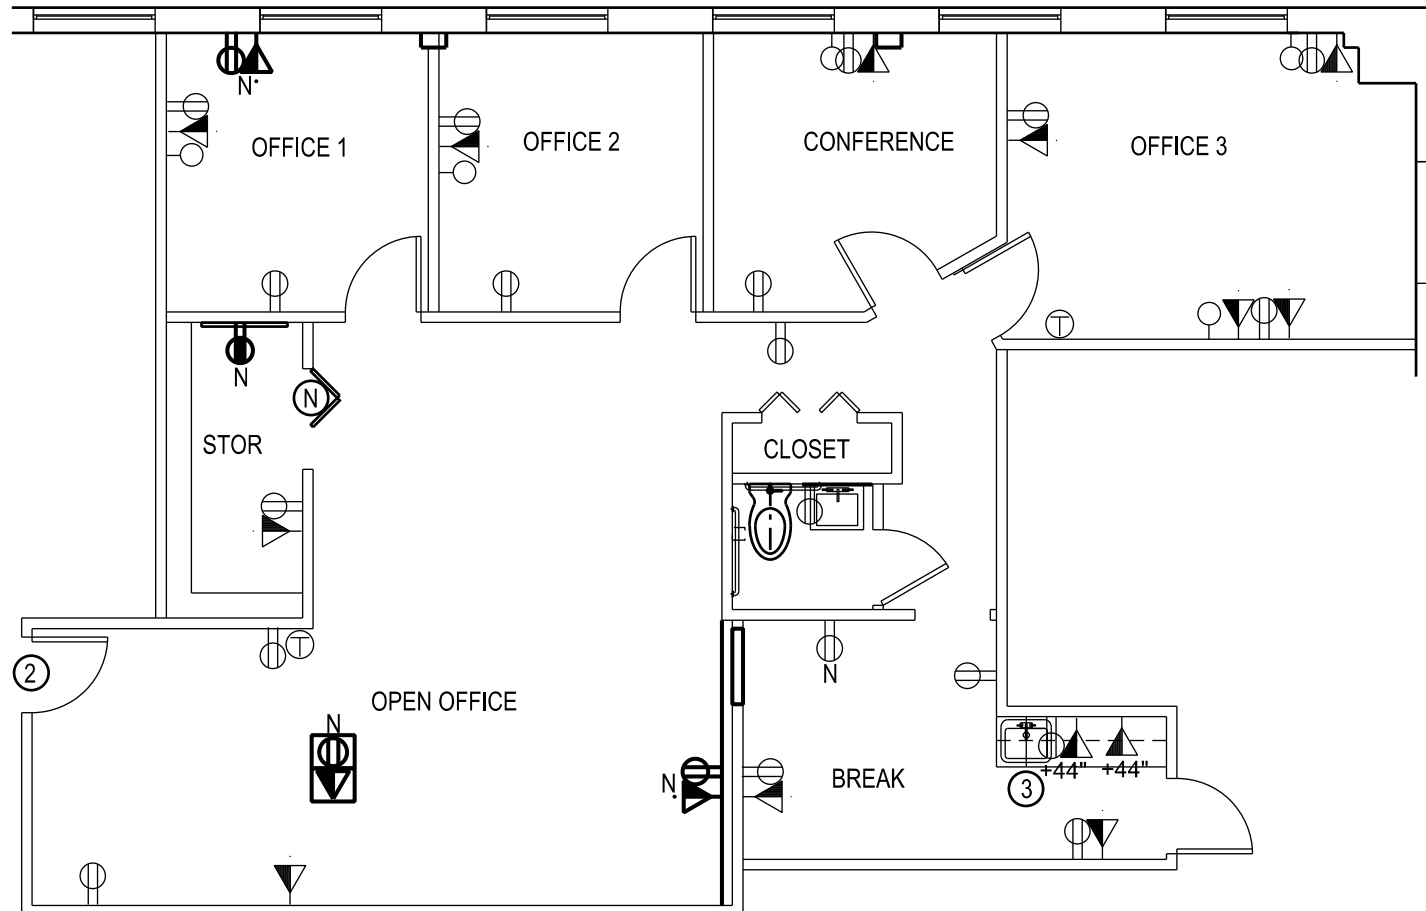 N
OFFICE 1
OFFICE 2
CONFERENCE
OFFICE 3
T
N
N
STOR
CLOSET
T
2
N
OPEN OFFICE
N
N
BREAK
+44"
+44"
3